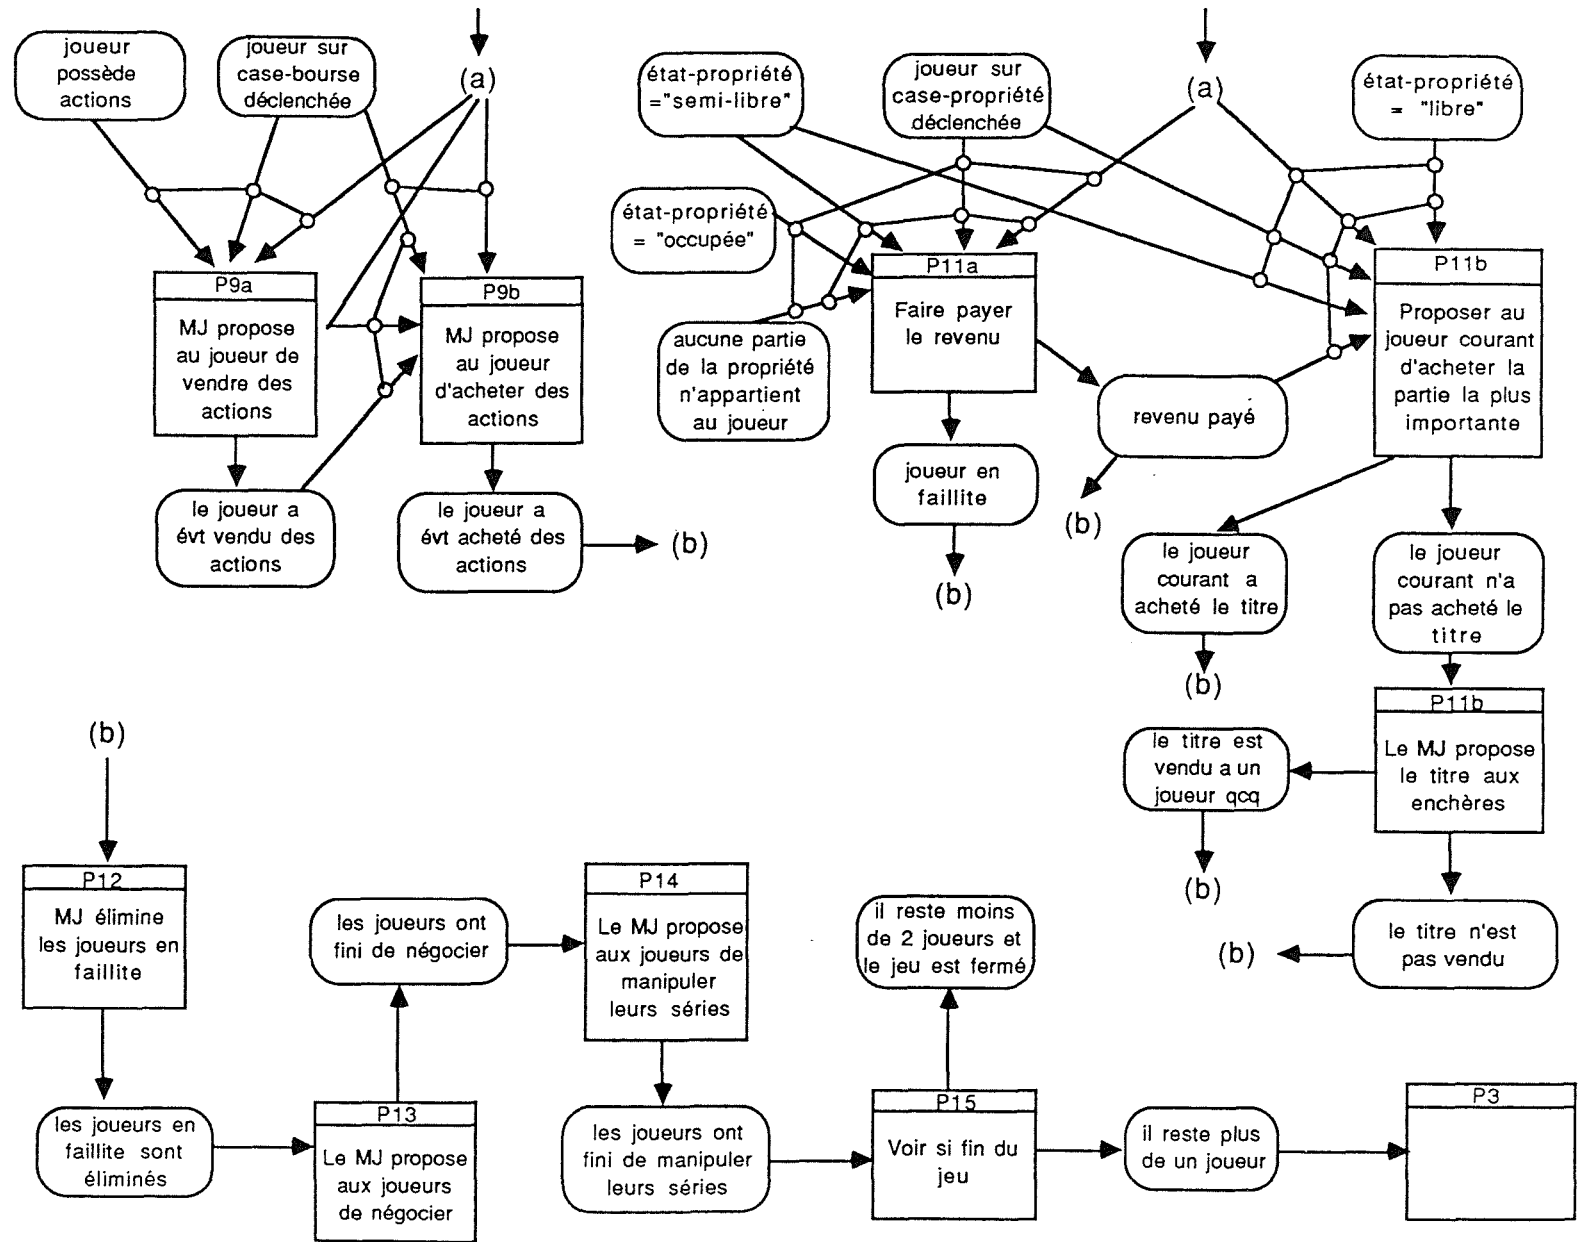 joueur
possède
actions
joueur sur
case-bourse
déclenchée
(a)
P9a
MJ propose
au joueur de
vendre des
actions
P9b
MJ propose
au joueur
d'acheter des
actions
le joueur a
évt vendu des
actions
le joueur a
évt acheté des
actions
(b)
état-propriété
="semi-libre"
joueur sur
case-propriété
déclenchée
(a)
état-propriété
= "libre"
état-propriété
= "occupée"
aucune partie
de la propriété
n'appartient
au joueur
P11a
Faire payer
le revenu
revenu payé
(b)
joueur en
faillite
(b)
P11b
Proposer au
joueur courant
d'acheter la
partie la plus
importante
le joueur
courant a
acheté le titre
(b)
le joueur
courant n'a
pas acheté le
titre
P11b
Le MJ propose
le titre aux
enchères
le titre est
vendu a un
joueur qcq
(b)
le titre n'est
pas vendu
(b)
(b)
P12
MJ élimine
les joueurs en
faillite
les joueurs en
faillite sont
éliminés
P13
Le MJ propose
aux joueurs
de négocier
les joueurs ont
fini de négocier
P14
Le MJ propose
aux joueurs de
manipuler
leurs séries
les joueurs ont
fini de manipuler
leurs séries
P15
Voir si fin du
jeu
il reste moins
de 2 joueurs et
le jeu est fermé
il reste plus
de un joueur
P3